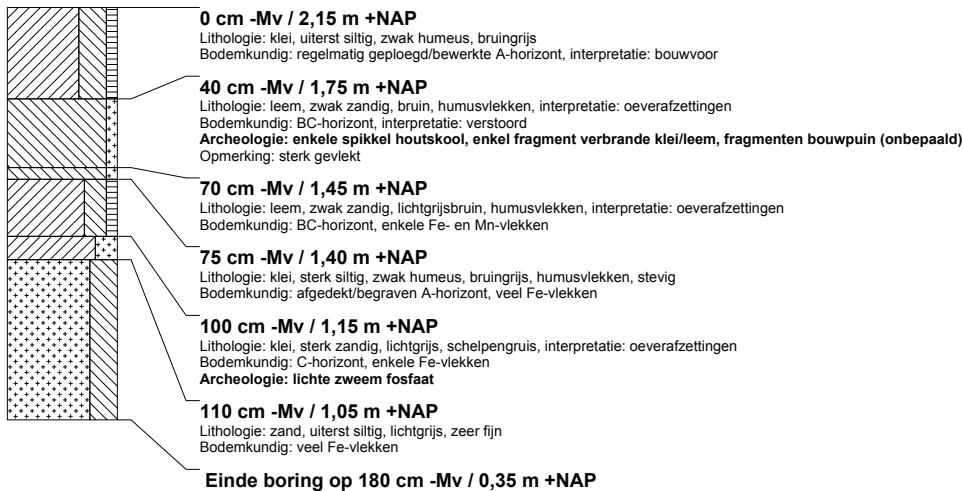 0 cm -Mv / 2,15 m +NAP
Lithologie: klei, uiterst siltig, zwak humeus, bruingrijs
Bodemkundig: regelmatig geploegd/bewerkte A-horizont, interpretatie: bouwvoor
40 cm -Mv / 1,75 m +NAP
Lithologie: leem, zwak zandig, bruin, humusvlekken, interpretatie: oeverafzettingen
Bodemkundig: BC-horizont, interpretatie: verstoord
Archeologie: enkele spikkel houtskool, enkel fragment verbrande klei/leem, fragmenten bouwpuin (onbepaald)
Opmerking: sterk gevlekt
70 cm -Mv / 1,45 m +NAP
Lithologie: leem, zwak zandig, lichtgrijsbruin, humusvlekken, interpretatie: oeverafzettingen
Bodemkundig: BC-horizont, enkele Fe- en Mn-vlekken
75 cm -Mv / 1,40 m +NAP
Lithologie: klei, sterk siltig, zwak humeus, bruingrijs, humusvlekken, stevig
Bodemkundig: afgedekt/begraven A-horizont, veel Fe-vlekken
100 cm -Mv / 1,15 m +NAP
Lithologie: klei, sterk zandig, lichtgrijs, schelpengruis, interpretatie: oeverafzettingen
Bodemkundig: C-horizont, enkele Fe-vlekken
Archeologie: lichte zweem fosfaat
110 cm -Mv / 1,05 m +NAP
Lithologie: zand, uiterst siltig, lichtgrijs, zeer fijn
Bodemkundig: veel Fe-vlekken
Einde boring op 180 cm -Mv / 0,35 m +NAP